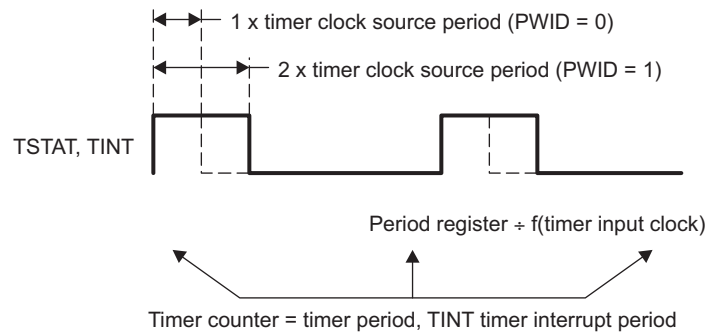 1 x timer clock source period (PWID = 0)
2 x timer clock source period (PWID = 1)
TSTAT, TINT
Period register ÷ f(timer input clock)
Timer counter = timer period, TINT timer interrupt period